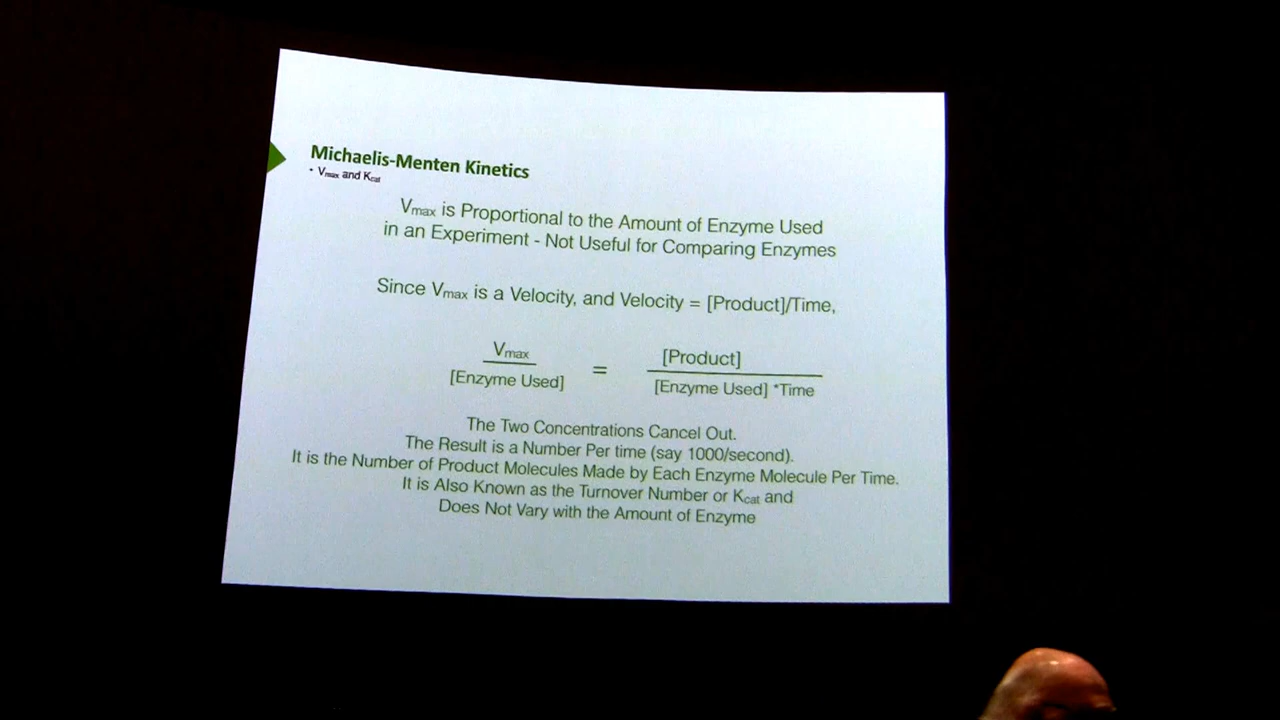 Michaelis-Menten Kinetics
• Vmax and Kcat
Vmax is Proportional to the Amount of Enzyme Used
in an Experiment - Not Useful for Comparing Enzymes
Since Vmax is a Velocity, and Velocity = [Product]/Time,
Vmax
[Enzyme Used]
=
[Product]
[Enzyme Used] *Time
The Two Concentrations Cancel Out.
The Result is a Number Per time (say 1000/second).
It is the Number of Product Molecules Made by Each Enzyme Molecule Per Time.
It is Also Known as the Turnover Number or Kcat and
Does Not Vary with the Amount of Enzyme